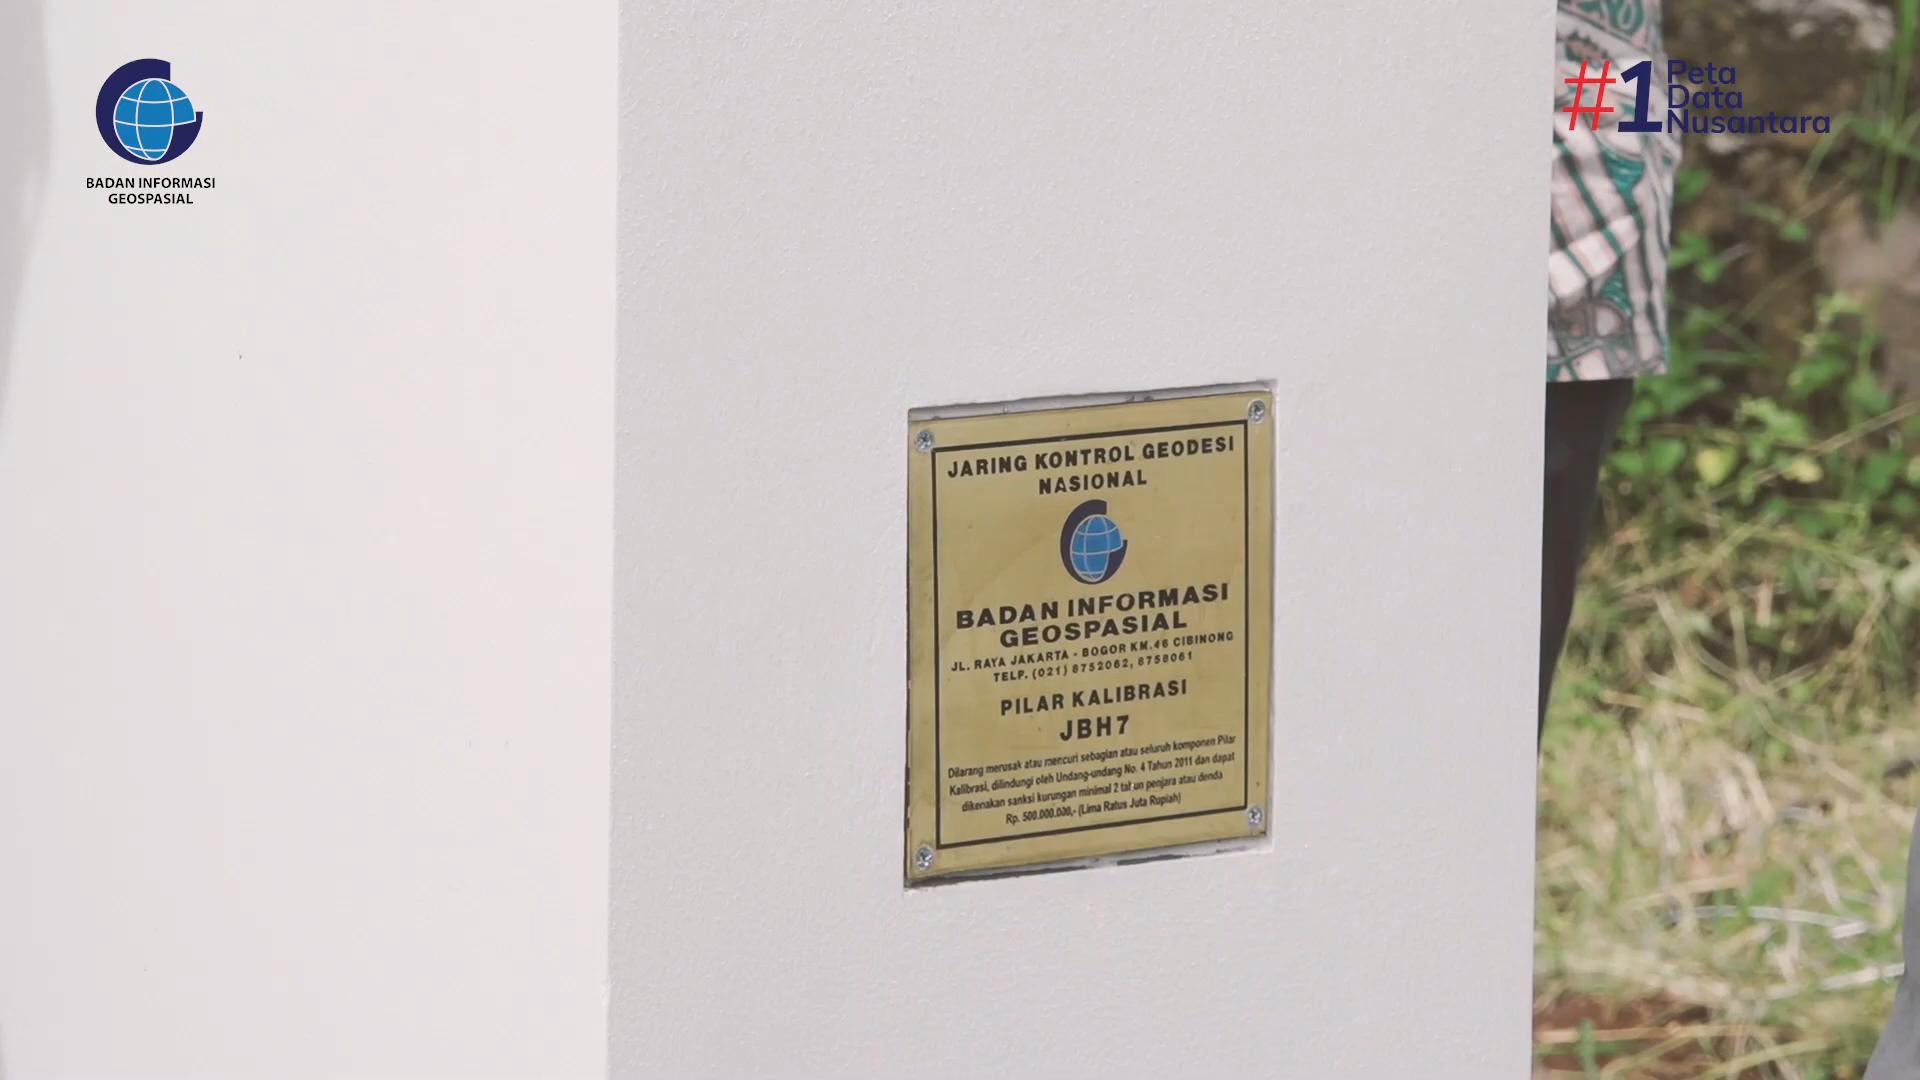 BADAN INFORMASI
GEOSPASIAL
#1 Peta
Data
Nusantara
JARING KONTROL GEODESI
NASIONAL
BADAN INFORMASI
GEOSPASIAL
JL. RAYA JAKARTA - BOGOR KM.46 CIBINONG
TELP. (021) 8752062, 8758061
PILAR KALIBRASI
JBH7
Dilarang merusak atau mencuri sebagian atau seluruh komponen Pilar
Kalibrasi, dilindungi oleh Undang-undang No. 4 Tahun 2011 dan dapat
dikenakan sanksi kurungan minimal 2 tahun penjara atau denda
Rp. 500.000.000,- (Lima Ratus Juta Rupiah)